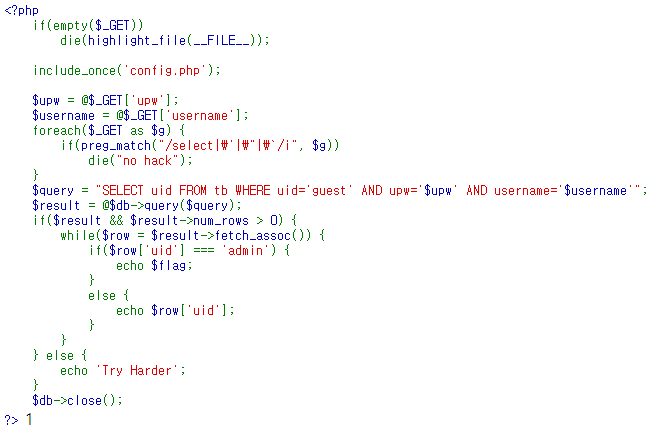 <?php
    if(empty($_GET))
        die(highlight_file(__FILE__));

    include_once('config.php');

    $upw = @$_GET['upw'];
    $username = @$_GET['username'];
    foreach($_GET as $g) {
        if(preg_match("/select|₩'|₩"|₩`/i", $g))
            die("no hack");
    }
    $query = "SELECT uid FROM tb WHERE uid='guest' AND upw='$upw' AND username='$username'";
    $result = @$db->query($query);
    if($result && $result->num_rows > 0) {
        while($row = $result->fetch_assoc()) {
            if($row['uid'] === 'admin') {
                echo $flag;
            }
            else {
                echo $row['uid'];
            }
        }
    } else {
        echo 'Try Harder';
    }
    $db->close();
?> 1